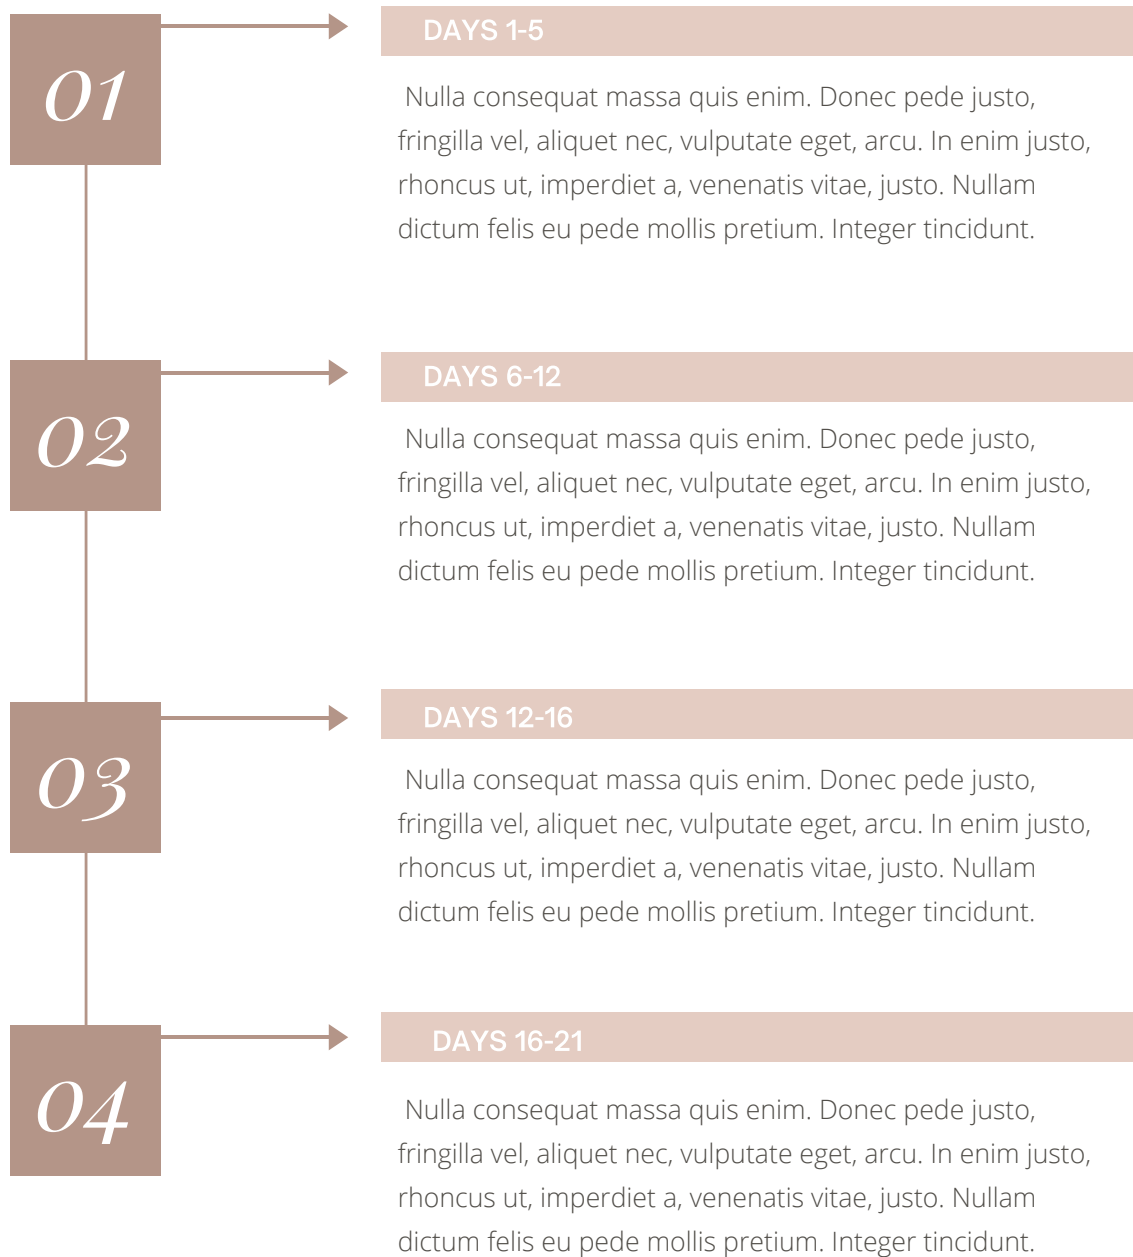 01
DAYS 1-5
Nulla consequat massa quis enim. Donec pede justo,
fringilla vel, aliquet nec, vulputate eget, arcu. In enim justo,
rhoncus ut, imperdiet a, venenatis vitae, justo. Nullam
dictum felis eu pede mollis pretium. Integer tincidunt.
02
DAYS 6-12
Nulla consequat massa quis enim. Donec pede justo,
fringilla vel, aliquet nec, vulputate eget, arcu. In enim justo,
rhoncus ut, imperdiet a, venenatis vitae, justo. Nullam
dictum felis eu pede mollis pretium. Integer tincidunt.
03
DAYS 12-16
Nulla consequat massa quis enim. Donec pede justo,
fringilla vel, aliquet nec, vulputate eget, arcu. In enim justo,
rhoncus ut, imperdiet a, venenatis vitae, justo. Nullam
dictum felis eu pede mollis pretium. Integer tincidunt.
04
DAYS 16-21
Nulla consequat massa quis enim. Donec pede justo,
fringilla vel, aliquet nec, vulputate eget, arcu. In enim justo,
rhoncus ut, imperdiet a, venenatis vitae, justo. Nullam
dictum felis eu pede mollis pretium. Integer tincidunt.